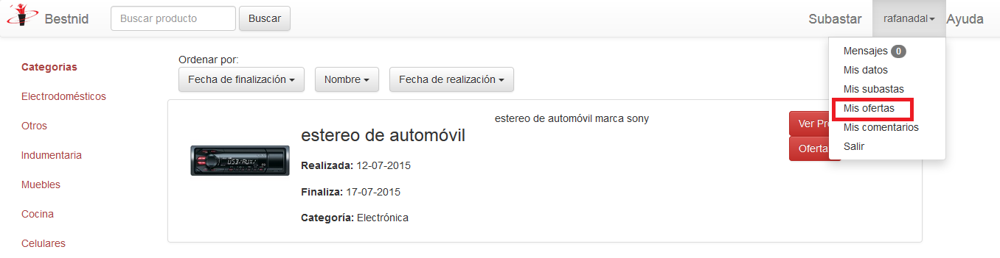 Bestnid
Buscar producto
Buscar
Subastar
rafanadal
Ayuda
Mensajes 0
Mis datos
Mis subastas
Mis ofertas
Mis comentarios
Salir
Categorias
Electrodomésticos
Otros
Indumentaria
Muebles
Cocina
Celulares
Ordenar por:
Fecha de finalización
Nombre
Fecha de realización
estereo de automóvil marca sony
estereo de automóvil
Realizada: 12-07-2015
Finaliza: 17-07-2015
Categoría: Electrónica
Ver Pr
Oferta